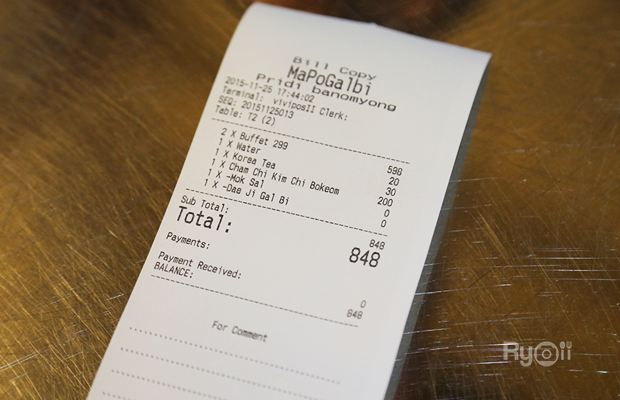 Bill Copy
MaPoGalbi
Pridi banomyong
2015-11-25 17:44:02
Terminal: viviposII Clerk:
SEQ: 20151125013
Table: T2 (2)
2 X Buffet 299 598
1 X Water 20
1 X Korea Tea 30
1 X Cham Chi Kim Chi Bokeom 200
1 X -Mok Sal 0
1 X -Dae Ji Gal Bi 0
Sub Total: 848
Total: 848
Payments:
Payment Received: 0
BALANCE: 848
For Comment
Ryoii